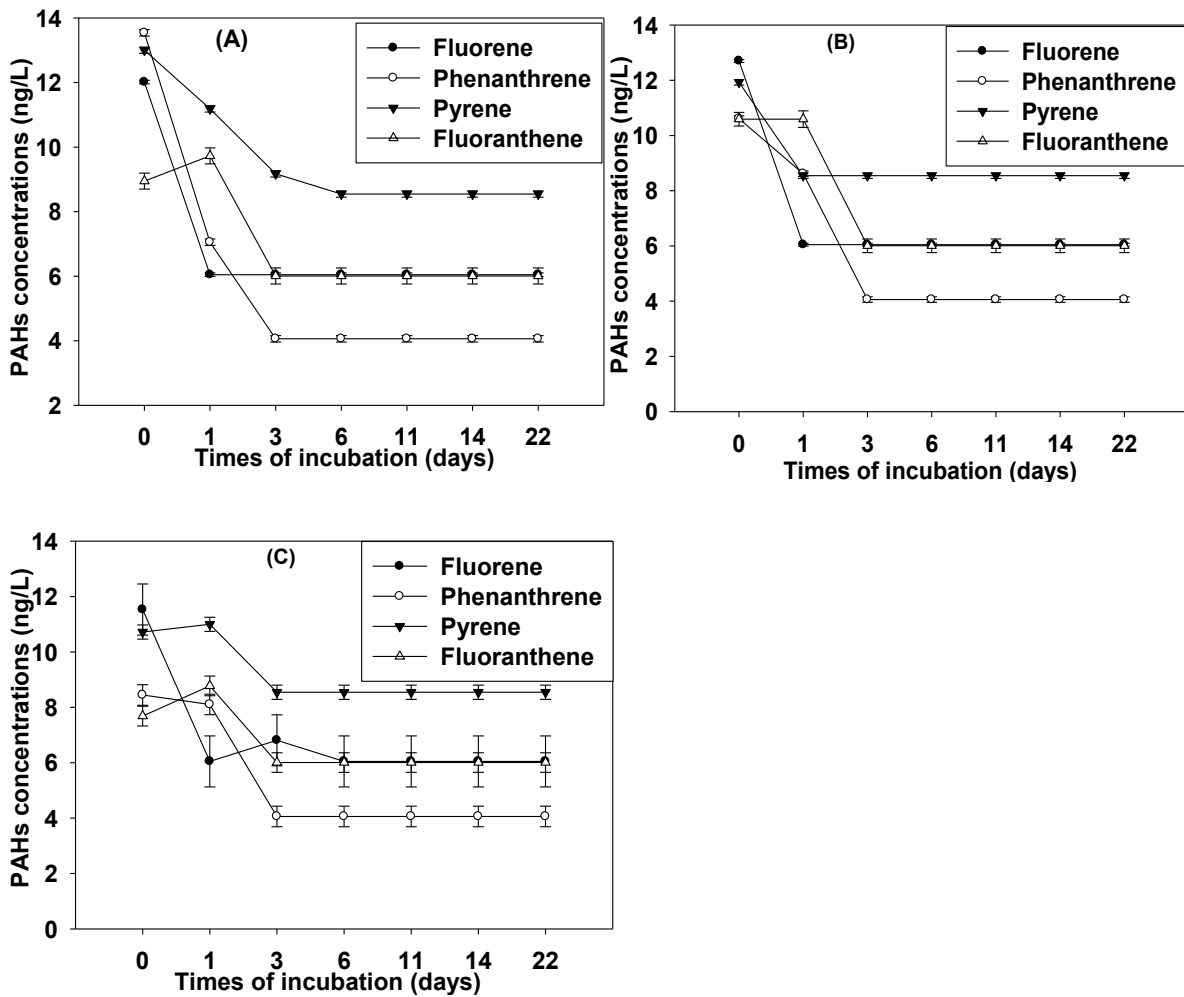 (A)
Fluorene
Phenanthrene
Pyrene
Fluoranthene
PAHs concentrations (ng/L)
14
12
10
8
6
4
2
0 1 3 6 11 14 22
Times of incubation (days)
(B)
Fluorene
Phenanthrene
Pyrene
Fluoranthene
PAHs concentrations (ng/L)
14
12
10
8
6
4
2
0
0 1 3 6 11 14 22
Times of incubation (days)
(C)
Fluorene
Phenanthrene
Pyrene
Fluoranthene
PAHs concentrations (ng/L)
14
12
10
8
6
4
2
0
0 1 3 6 11 14 22
Times of incubation (days)